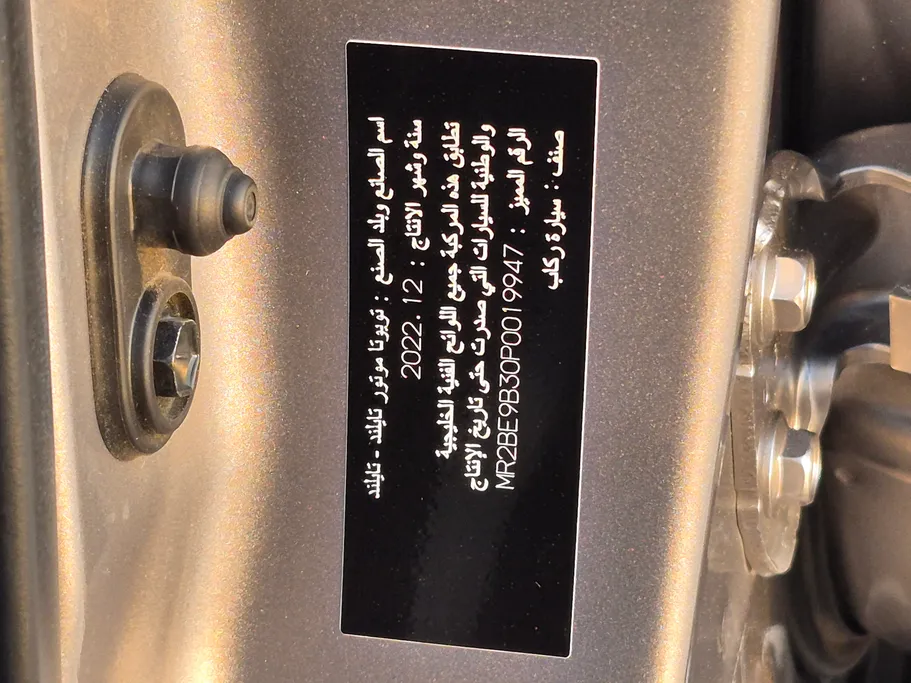 اسم الصانع وبلد الصنع : تويوتا موتور تايلند - تايلند
سنة وشهر الانتاج : 2022.12
تطابق هذه المركبة جميع اللوائح الفنية الخليجية
والوطنية للسيارات التي صدرت حتى تاريخ الإنتاج
الرقم المميز : MR2BE9B30P0019947
صنف : سيارة ركاب